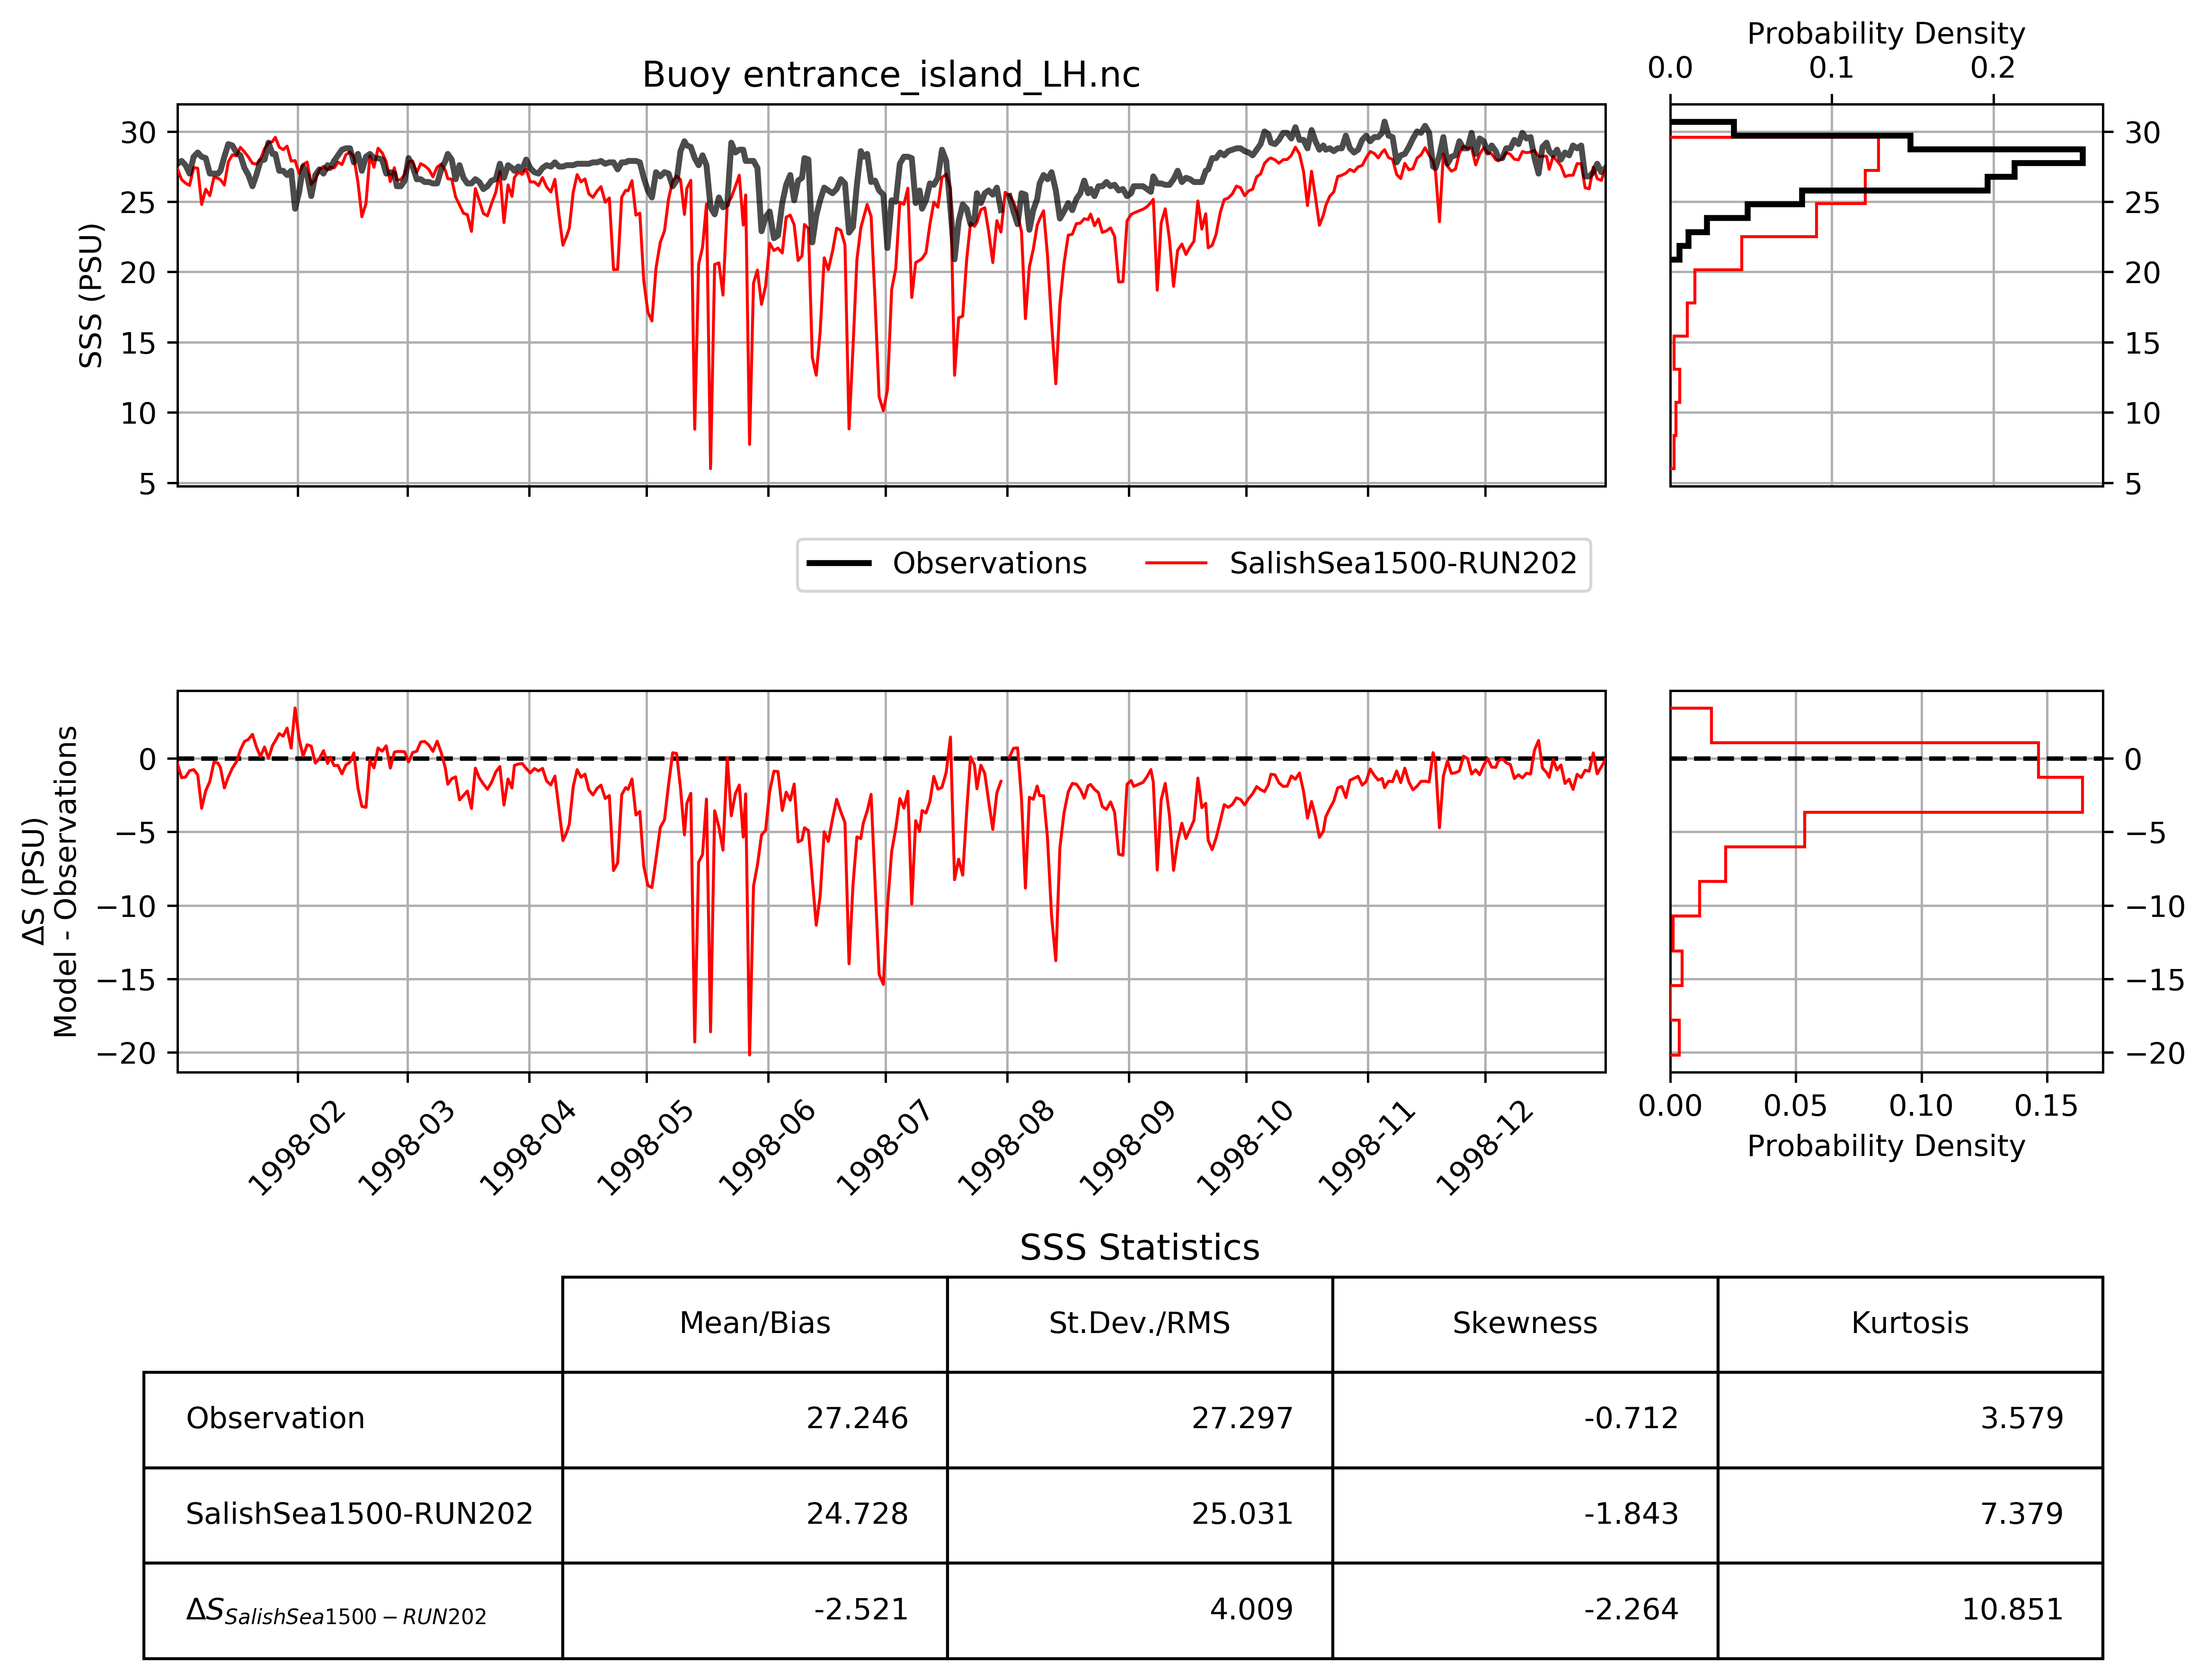 Probability Density
0.0 0.1 0.2
Buoy entrance_island_LH.nc
SSS (PSU)
30
25
20
15
10
5
30
25
20
15
10
5
Observations SalishSea1500-RUN202
ΔS (PSU)
Model - Observations
0
−5
−10
−15
−20
0
−5
−10
−15
−20
1998-02 1998-03 1998-04 1998-05 1998-06 1998-07 1998-08 1998-09 1998-10 1998-11 1998-12
0.00 0.05 0.10 0.15
Probability Density
SSS Statistics
Mean/Bias St.Dev./RMS Skewness Kurtosis
Observation 27.246 27.297 -0.712 3.579
SalishSea1500-RUN202 24.728 25.031 -1.843 7.379
ΔS SalishSea1500−RUN202 -2.521 4.009 -2.264 10.851